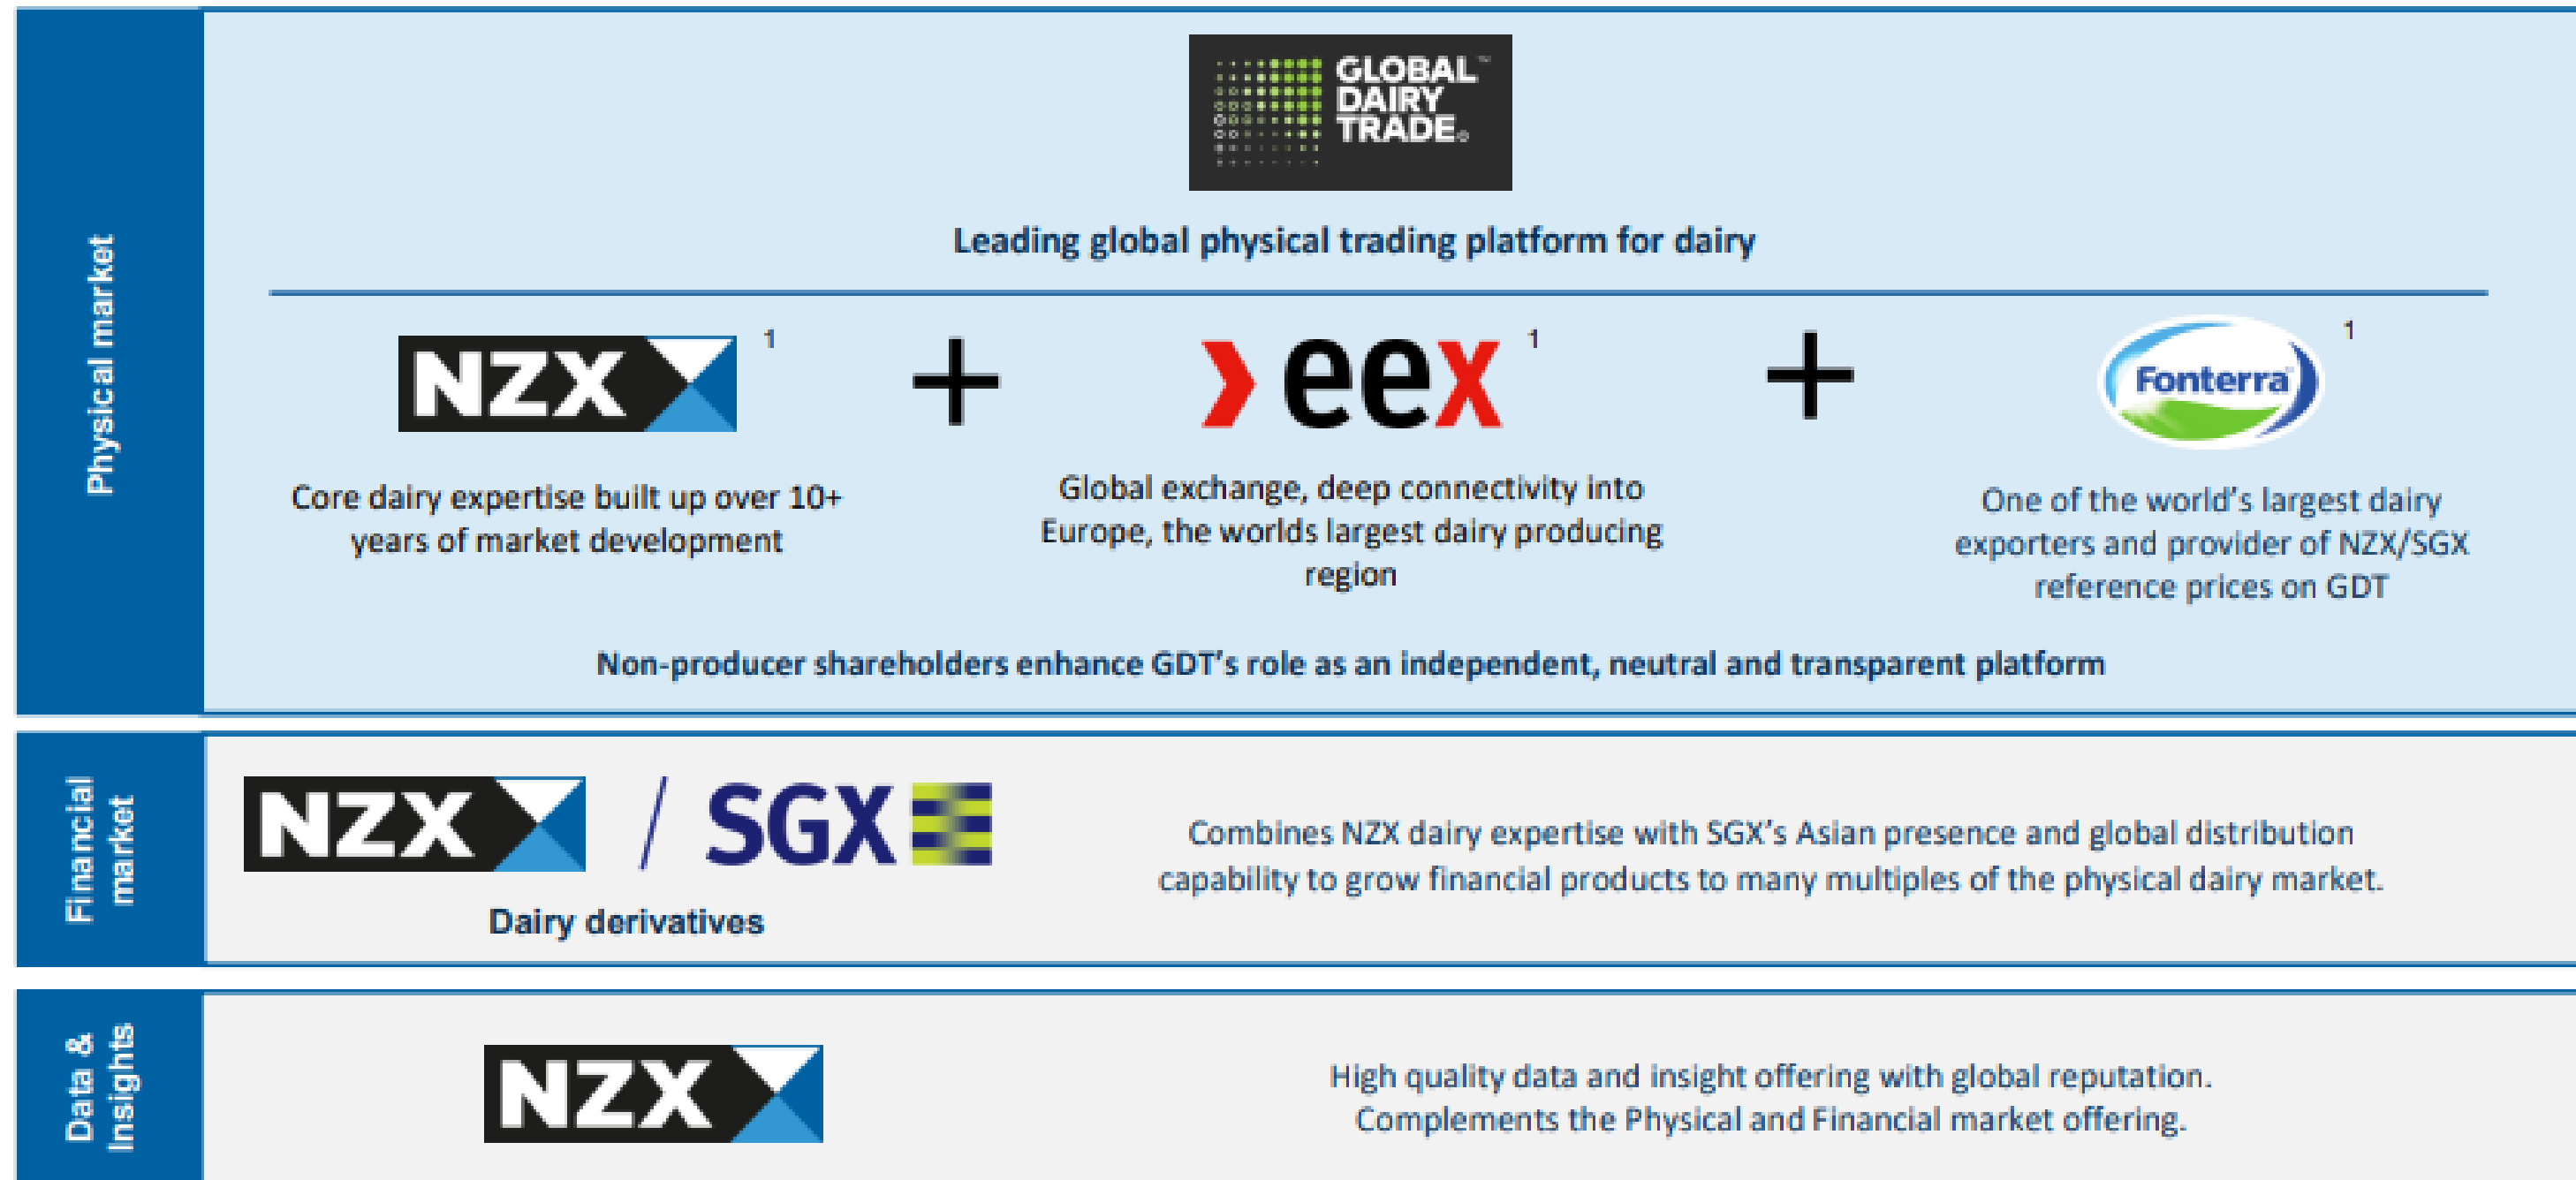 Physical market
GLOBAL™
DAIRY
TRADE®
Leading global physical trading platform for dairy
NZX 1
+
eex 1
+
Fonterra 1
Core dairy expertise built up over 10+
years of market development
Global exchange, deep connectivity into
Europe, the worlds largest dairy producing
region
One of the world's largest dairy
exporters and provider of NZX/SGX
reference prices on GDT
Non-producer shareholders enhance GDT's role as an independent, neutral and transparent platform
Financial
market
NZX / SGX
Dairy derivatives
Combines NZX dairy expertise with SGX's Asian presence and global distribution
capability to grow financial products to many multiples of the physical dairy market.
Data &
Insights
NZX
High quality data and insight offering with global reputation.
Complements the Physical and Financial market offering.